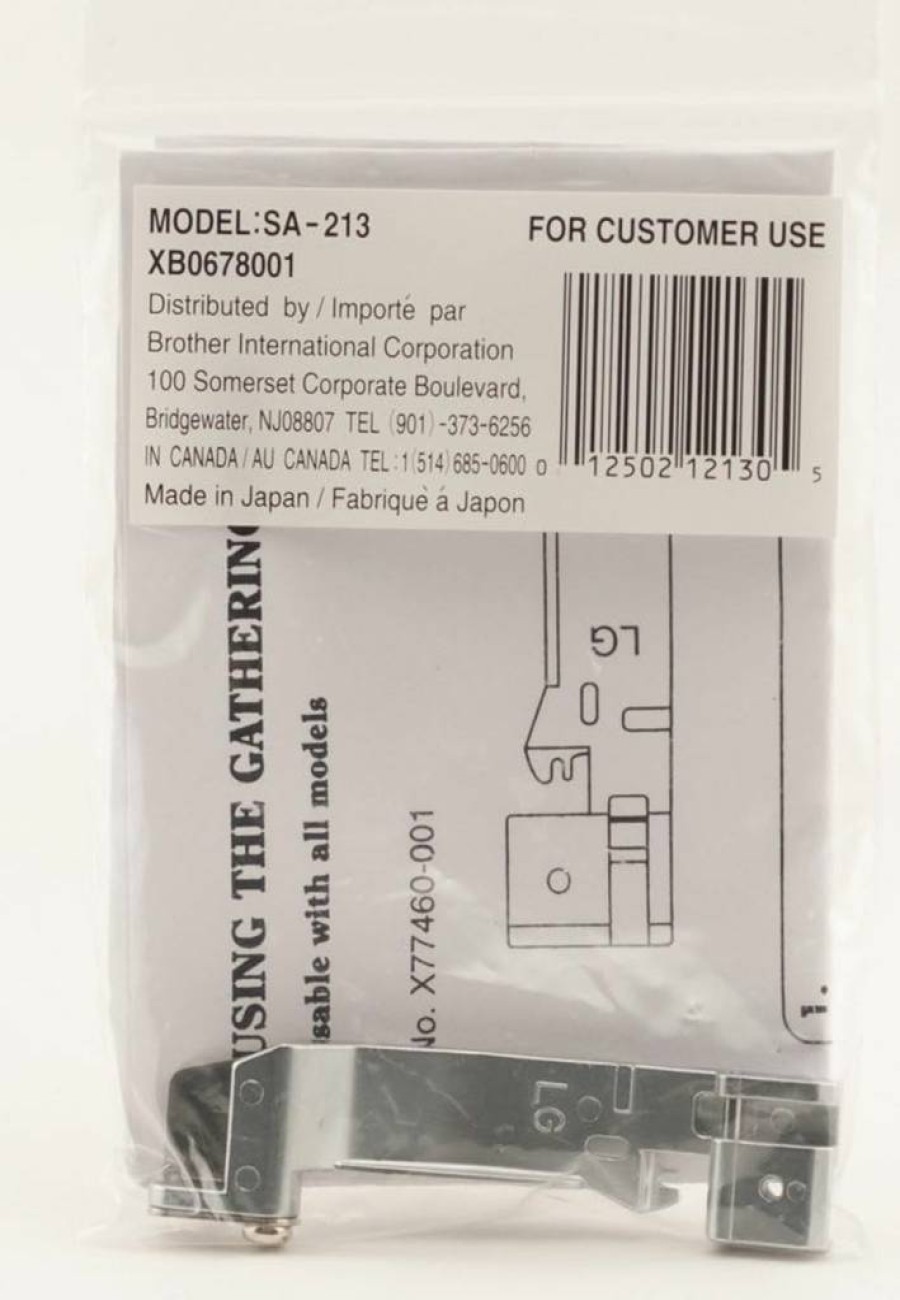 MODEL:SA-213
XB0678001
FOR CUSTOMER USE
Distributed by / Importé par
Brother International Corporation
100 Somerset Corporate Boulevard,
Bridgewater, NJ08807 TEL (901)-373-6256
IN CANADA / AU CANADA TEL:1(514)685-0600
Made in Japan / Fabriquè á Japon
0 12502 12130 5
USING THE GATHERING
sable with all models
No. X77460-001
LG
LG